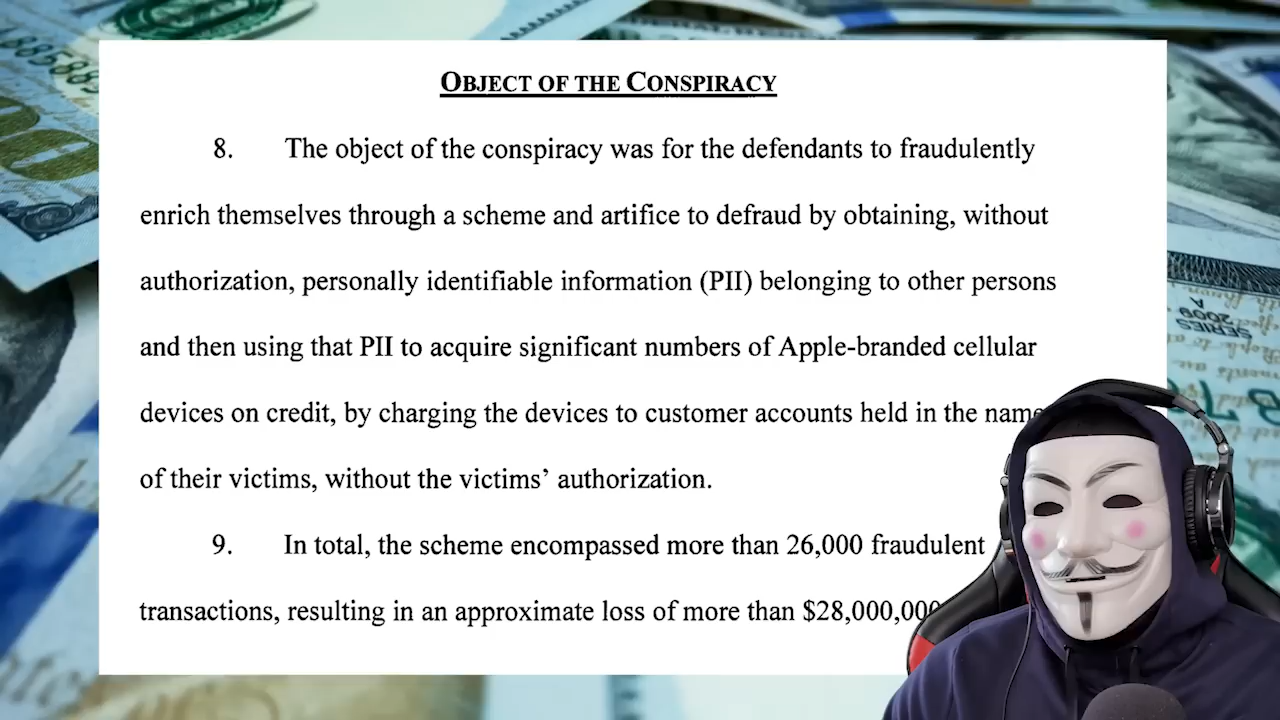 OBJECT OF THE CONSPIRACY
8. The object of the conspiracy was for the defendants to fraudulently
enrich themselves through a scheme and artifice to defraud by obtaining, without
authorization, personally identifiable information (PII) belonging to other persons
and then using that PII to acquire significant numbers of Apple-branded cellular
devices on credit, by charging the devices to customer accounts held in the name
of their victims, without the victims’ authorization.
9. In total, the scheme encompassed more than 26,000 fraudulent
transactions, resulting in an approximate loss of more than $28,000,000
SERIES
2009
A